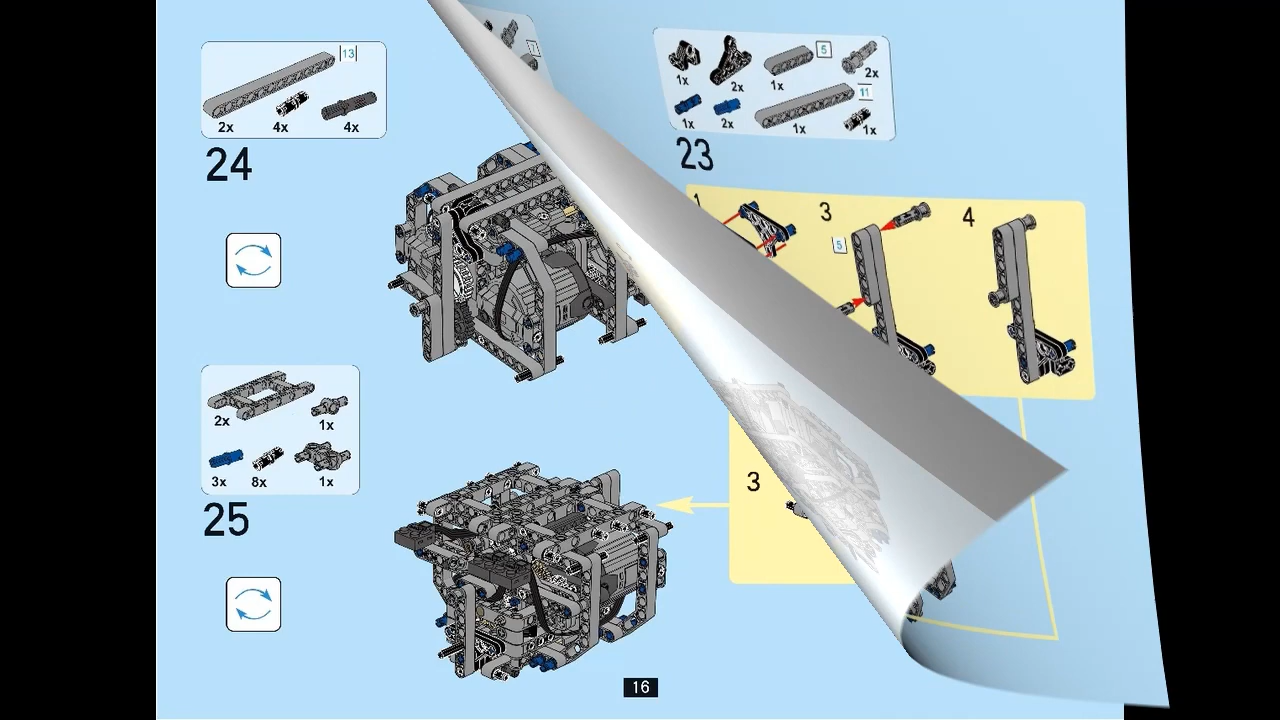 13
2x 4x 4x
24
2x 1x
3x 8x 1x
25
3
16
5
1x 2x 1x 2x
11
1x 2x 1x 1x
23
1 3 4
5